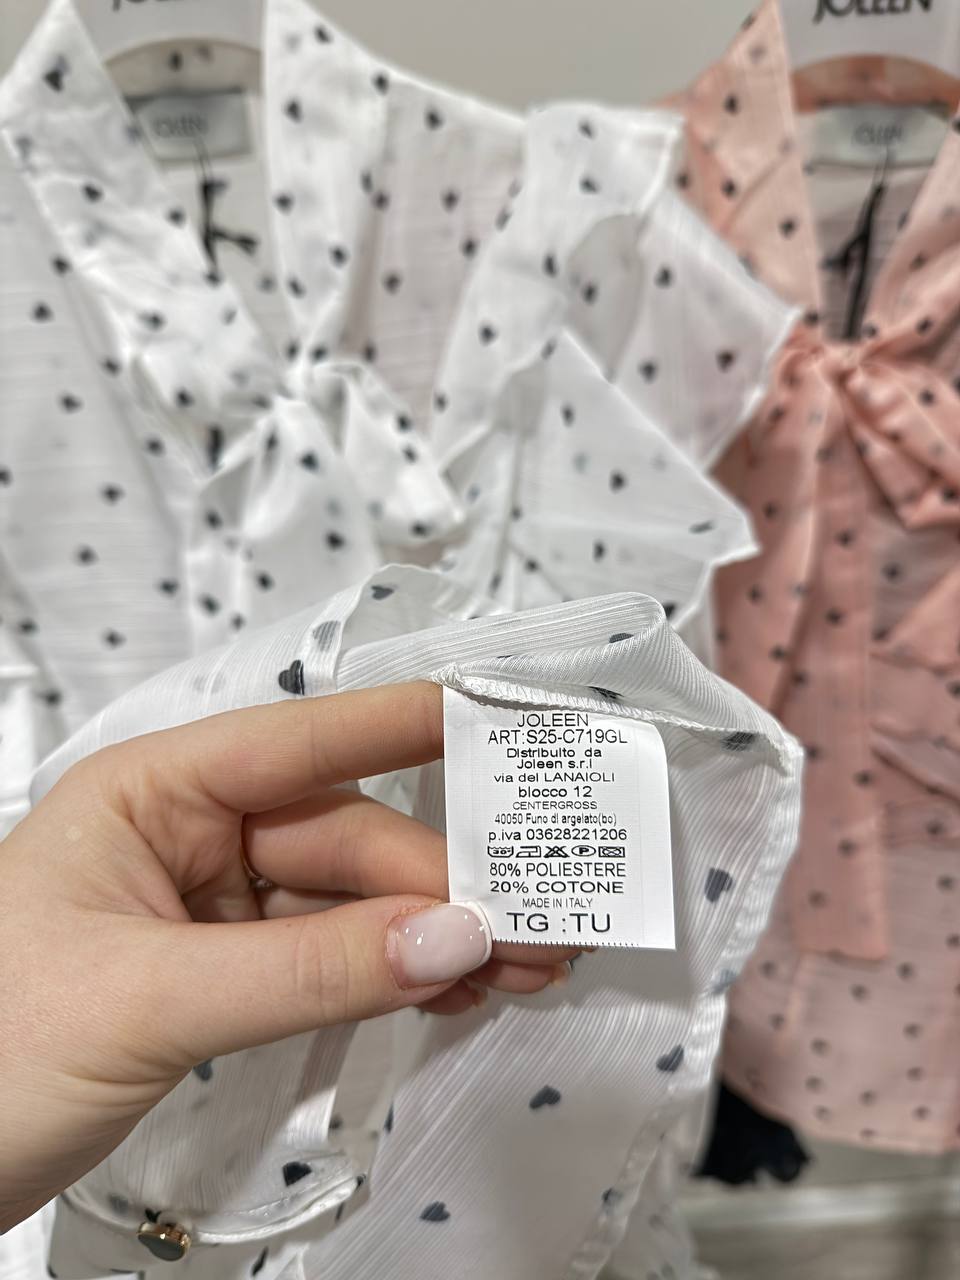 JOLEEN
JOLEEN
JOLEEN
ART:S25-C719GL
Distribuito da
Joleen s.r.l
via del LANAIOLI
blocco 12
CENTERGROSS
40050 Funo di argelato(bo)
p.iva 03628221206
80% POLIESTERE
20% COTONE
MADE IN ITALY
TG :TU